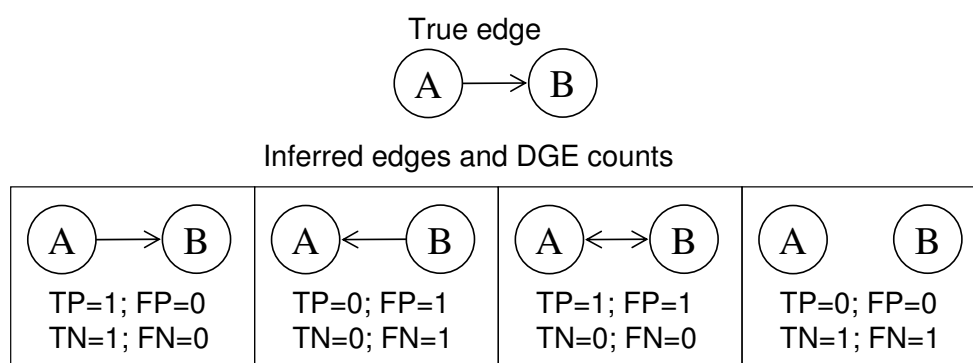 True edge
A B
Inferred edges and DGE counts
A B A B A B A B
TP=1; FP=0 TP=0; FP=1 TP=1; FP=1 TP=0; FP=0
TN=1; FN=0 TN=0; FN=1 TN=0; FN=0 TN=1; FN=1